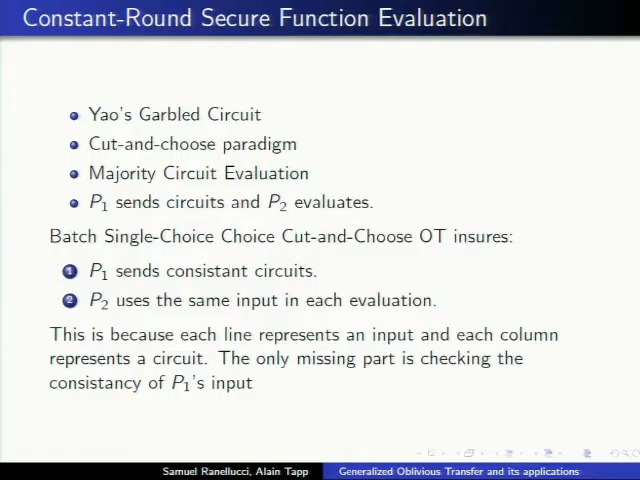 Constant-Round Secure Function Evaluation
Yao's Garbled Circuit
Cut-and-choose paradigm
Majority Circuit Evaluation
P1 sends circuits and P2 evaluates.
Batch Single-Choice Choice Cut-and-Choose OT insures:
1 P1 sends consistant circuits.
2 P2 uses the same input in each evaluation.
This is because each line represents an input and each column
represents a circuit. The only missing part is checking the
consistancy of P1's input
Samuel Ranellucci, Alain Tapp Generalized Oblivious Transfer and its applications